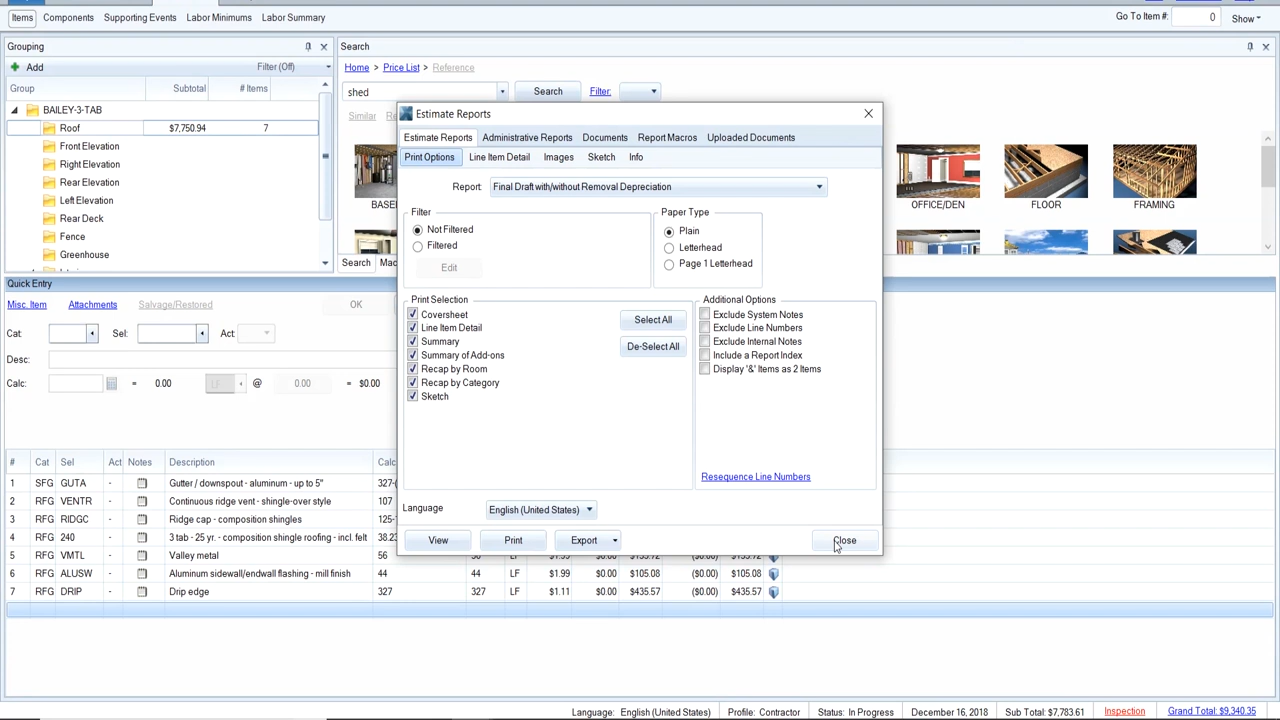 Items Components Supporting Events Labor Minimums Labor Summary Go To Item #: 0 Show
Grouping
Search
Add Filter (Off)
Home > Price List > Reference
Group Subtotal # Items
shed Search Filter:
BAILEY-3-TAB
Similar
Roof $7,750.94 7
Front Elevation
Right Elevation
Rear Elevation
Left Elevation
Rear Deck
Fence
Greenhouse
OFFICE/DEN FLOOR FRAMING
Search
Estimate Reports
Estimate Reports Administrative Reports Documents Report Macros Uploaded Documents
Print Options Line Item Detail Images Sketch Info
Report: Final Draft with/without Removal Depreciation
Filter
Not Filtered
Filtered
Edit
Paper Type
Plain
Letterhead
Page 1 Letterhead
Print Selection
Coversheet
Line Item Detail
Summary
Summary of Add-ons
Recap by Room
Recap by Category
Sketch
Select All
De-Select All
Additional Options
Exclude System Notes
Exclude Line Numbers
Exclude Internal Notes
Include a Report Index
Display '&' Items as 2 Items
Resequence Line Numbers
Language English (United States)
View Print Export Close
Quick Entry
Misc. Item Attachments Salvage/Restored OK
Cat: Sel: Act:
Desc:
Calc: = 0.00 @ 0.00 = $0.00
# Cat Sel Act Notes Description
1 SFG GUTA - Gutter / downspout - aluminum - up to 5"
2 RFG VENTR - Continuous ridge vent - shingle-over style 107
3 RFG RIDGC - Ridge cap - composition shingles
4 RFG 240 - 3 tab - 25 yr. - composition shingle roofing - incl. felt
5 RFG VMTL - Valley metal 56
6 RFG ALUSW - Aluminum sidewall/endwall flashing - mill finish 44 44 LF $1.99 $0.00 $105.08 ($0.00) $105.08
7 RFG DRIP - Drip edge 327 327 LF $1.11 $0.00 $435.57 ($0.00) $435.57
Language: English (United States) Profile: Contractor Status: In Progress December 16, 2018 Sub Total: $7,783.61 Inspection Grand Total: $9,340.35